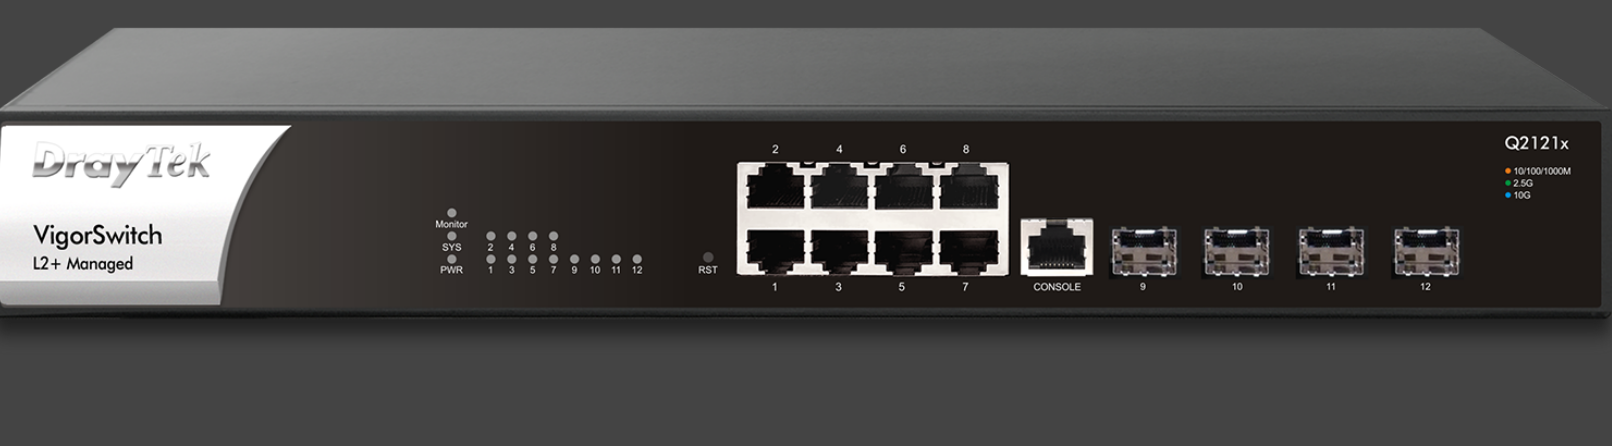 DrayTek
VigorSwitch
L2+ Managed
Monitor
SYS
PWR
2 4 6 8
1 3 5 7 9 10 11 12
RST
2 4 6 8
1 3 5 7
CONSOLE
9 10 11 12
Q2121x
10/100/1000M
2.5G
10G